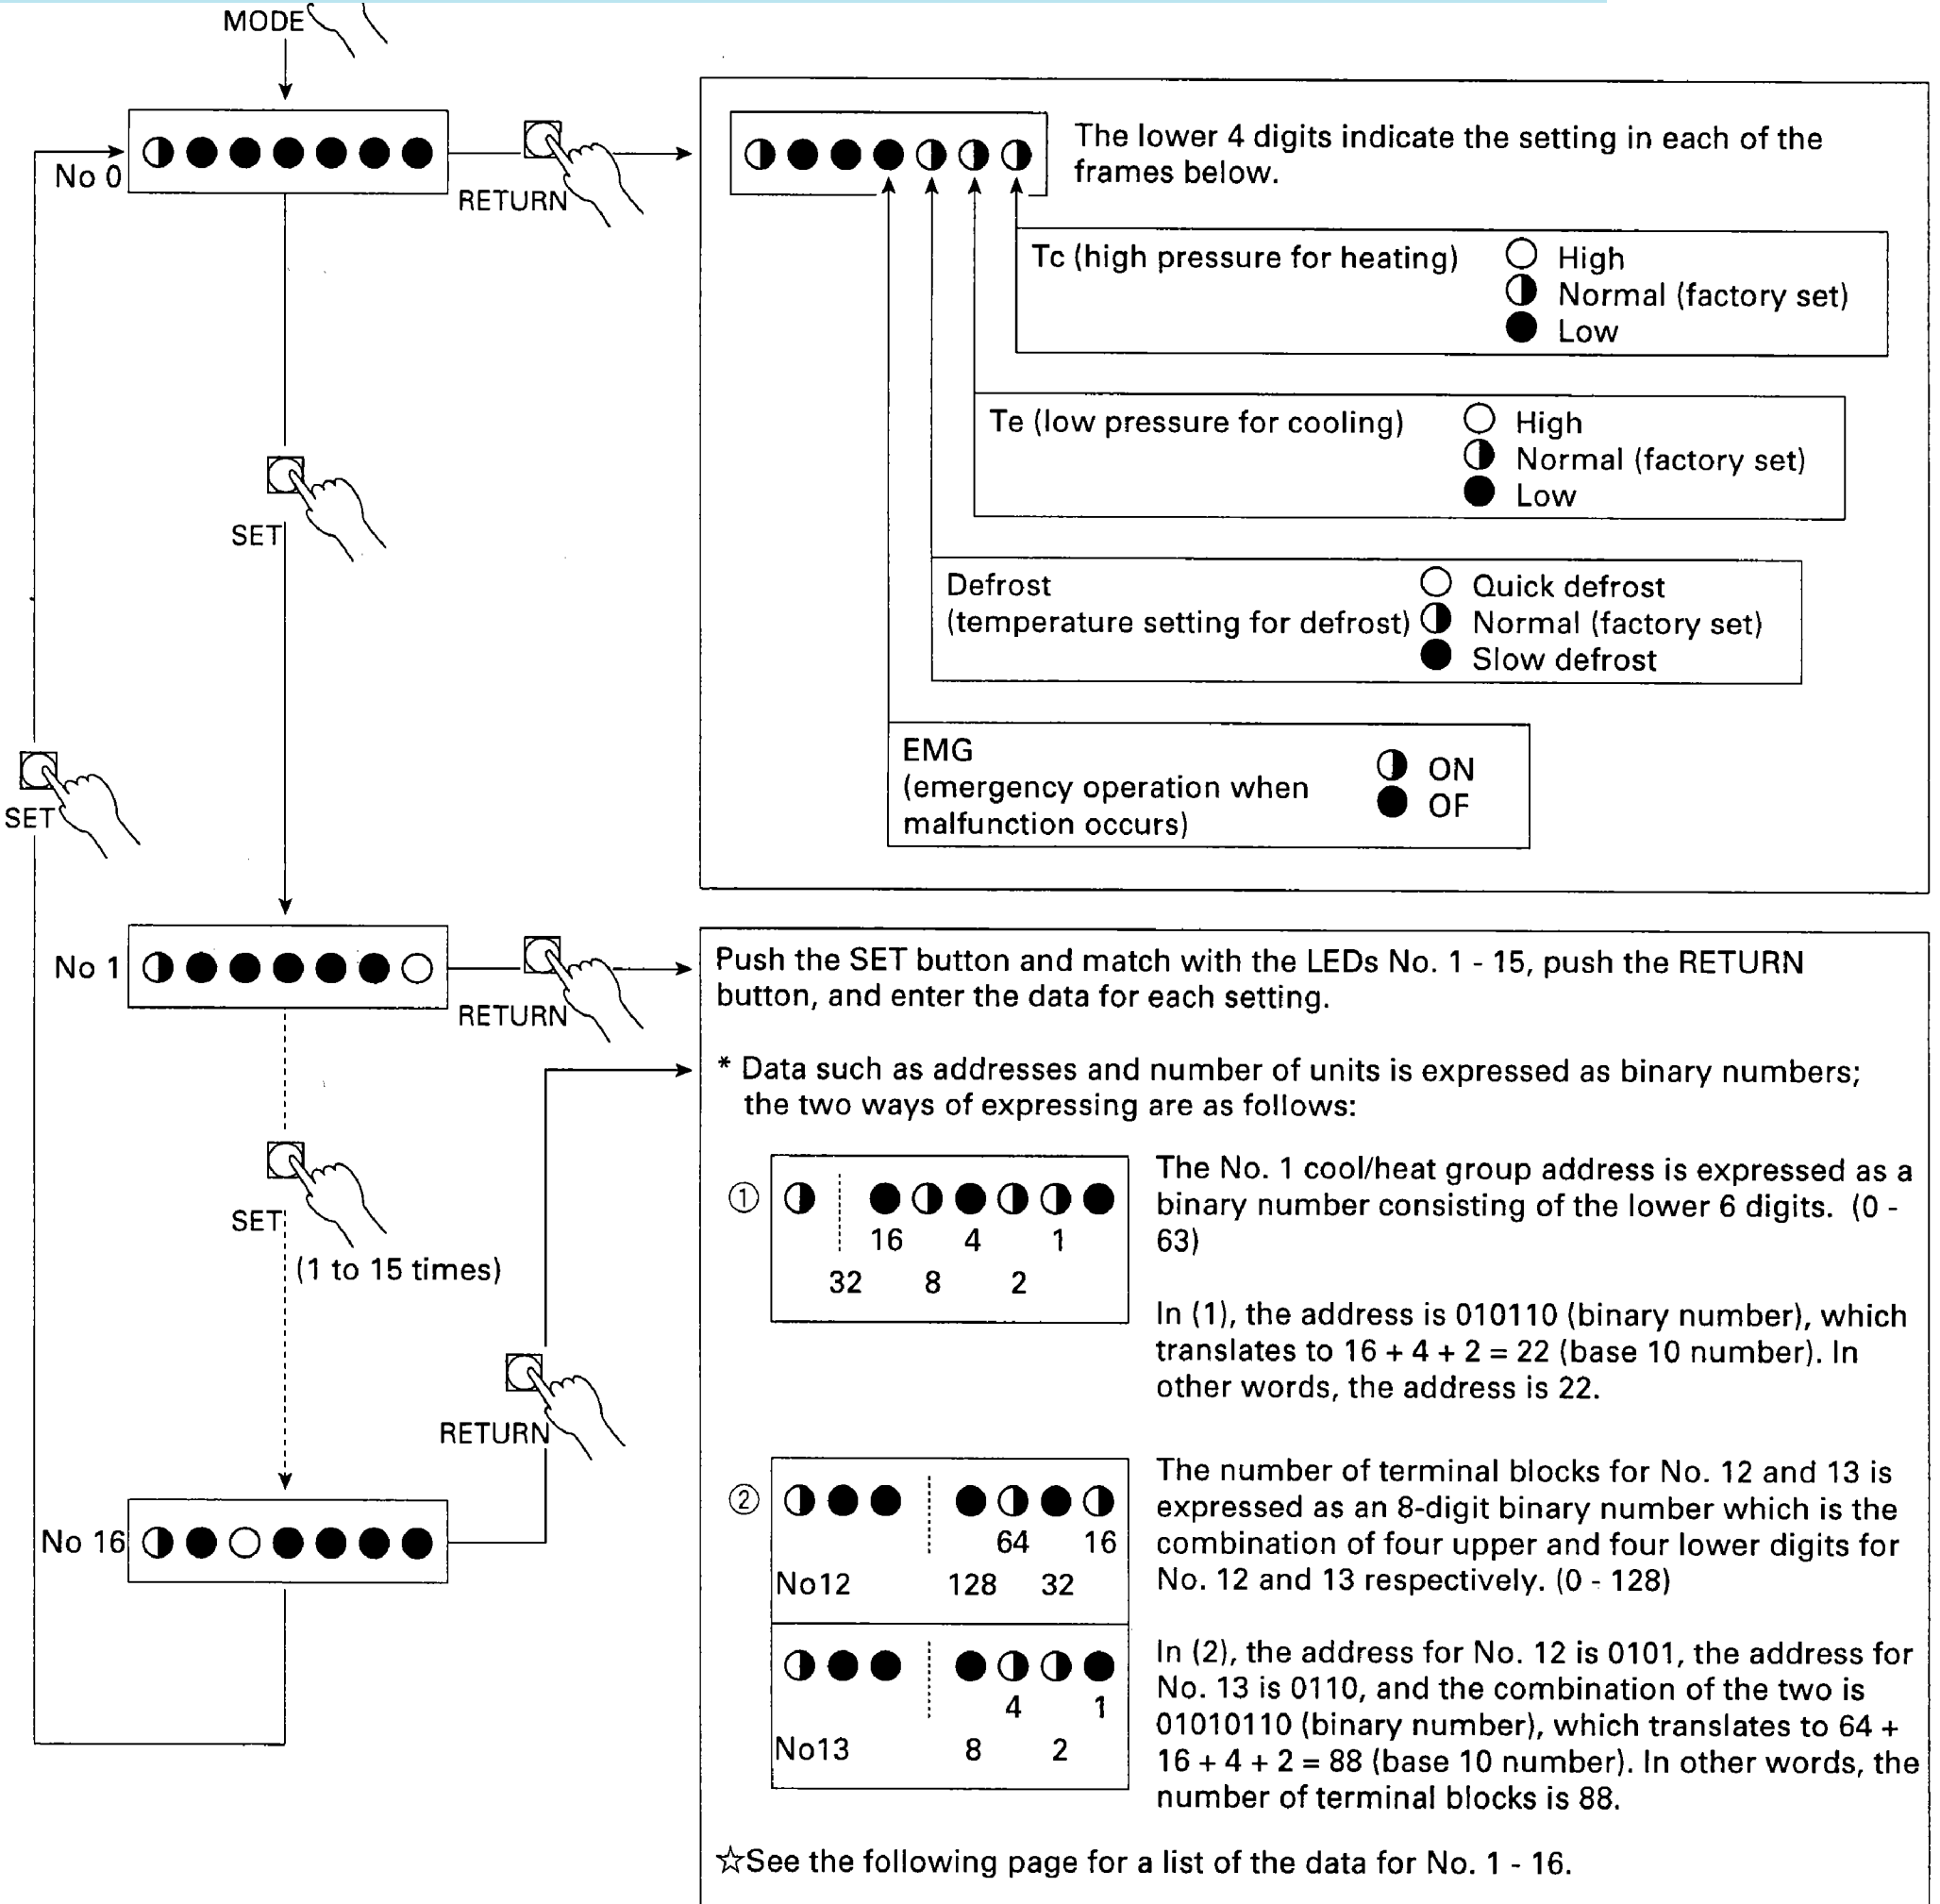 MODE
No 0
RETURN
The lower 4 digits indicate the setting in each of the
frames below.
Tc (high pressure for heating)
High
Normal (factory set)
Low
Te (low pressure for cooling)
High
Normal (factory set)
Low
SET
Defrost
(temperature setting for defrost)
Quick defrost
Normal (factory set)
Slow defrost
EMG
(emergency operation when
malfunction occurs)
ON
OF
SET
No 1
RETURN
Push the SET button and match with the LEDs No. 1 - 15, push the RETURN
button, and enter the data for each setting.
* Data such as addresses and number of units is expressed as binary numbers;
the two ways of expressing are as follows:
SET
(1 to 15 times)
RETURN
①
16 4 1
32 8 2
The No. 1 cool/heat group address is expressed as a
binary number consisting of the lower 6 digits. (0 -
63)
In (1), the address is 010110 (binary number), which
translates to 16 + 4 + 2 = 22 (base 10 number). In
other words, the address is 22.
No 16
②
64 16
No12 128 32
The number of terminal blocks for No. 12 and 13 is
expressed as an 8-digit binary number which is the
combination of four upper and four lower digits for
No. 12 and 13 respectively. (0 - 128)
4 1
No13 8 2
In (2), the address for No. 12 is 0101, the address for
No. 13 is 0110, and the combination of the two is
01010110 (binary number), which translates to 64 +
16 + 4 + 2 = 88 (base 10 number). In other words, the
number of terminal blocks is 88.
☆See the following page for a list of the data for No. 1 - 16.